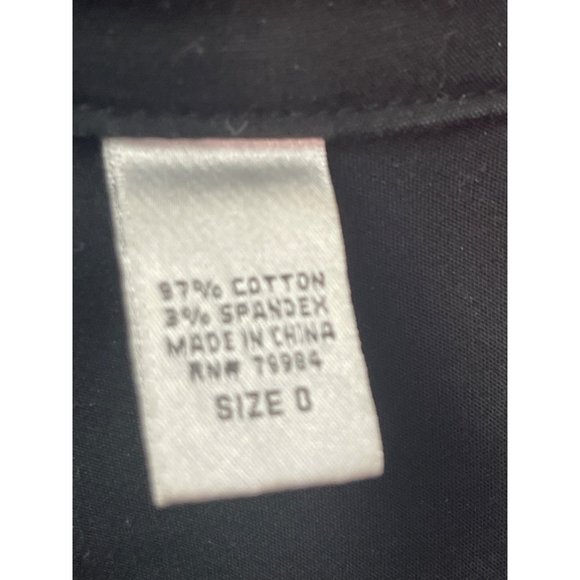 97% COTTON
3% SPANDEX
MADE IN CHINA
RN# 79984
SIZE 0